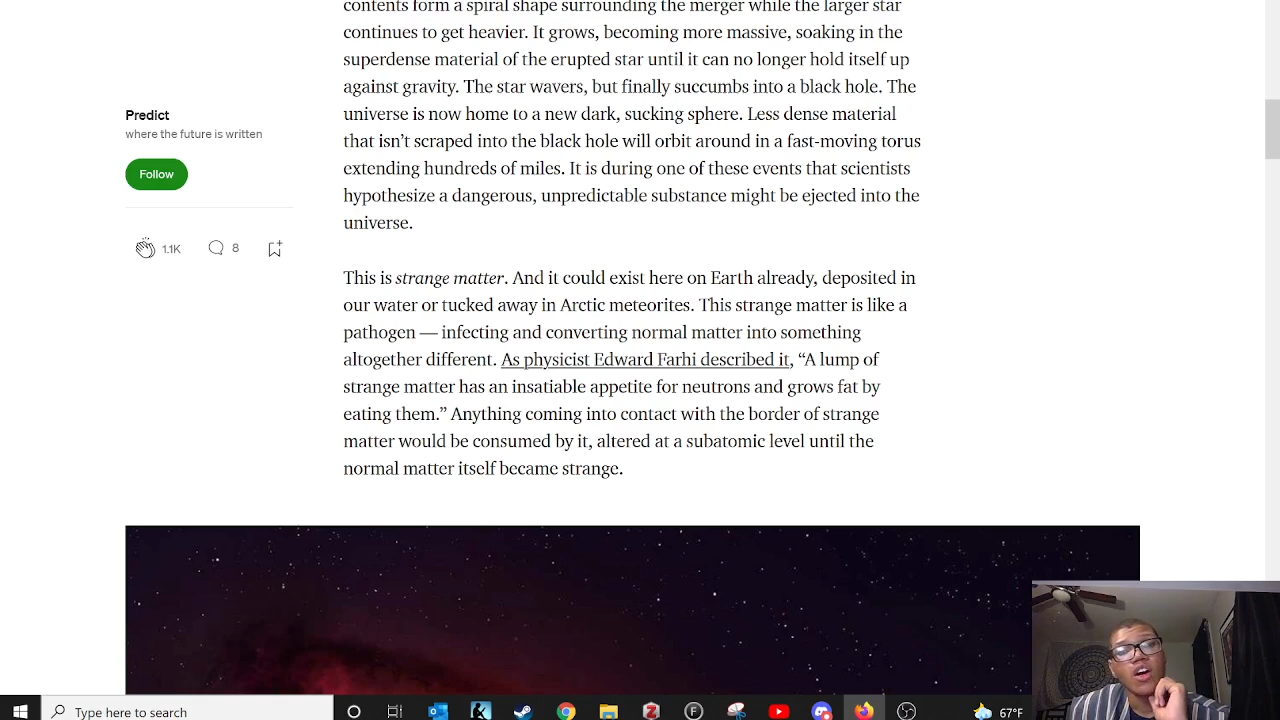 contents form a spiral shape surrounding the merger while the larger star
continues to get heavier. It grows, becoming more massive, soaking in the
superdense material of the erupted star until it can no longer hold itself up
against gravity. The star wavers, but finally succumbs into a black hole. The
universe is now home to a new dark, sucking sphere. Less dense material
that isn’t scraped into the black hole will orbit around in a fast-moving torus
extending hundreds of miles. It is during one of these events that scientists
hypothesize a dangerous, unpredictable substance might be ejected into the
universe.
Predict
where the future is written
Follow
1.1K 8
This is strange matter. And it could exist here on Earth already, deposited in
our water or tucked away in Arctic meteorites. This strange matter is like a
pathogen — infecting and converting normal matter into something
altogether different. As physicist Edward Farhi described it, “A lump of
strange matter has an insatiable appetite for neutrons and grows fat by
eating them.” Anything coming into contact with the border of strange
matter would be consumed by it, altered at a subatomic level until the
normal matter itself became strange.
Type here to search
67°F